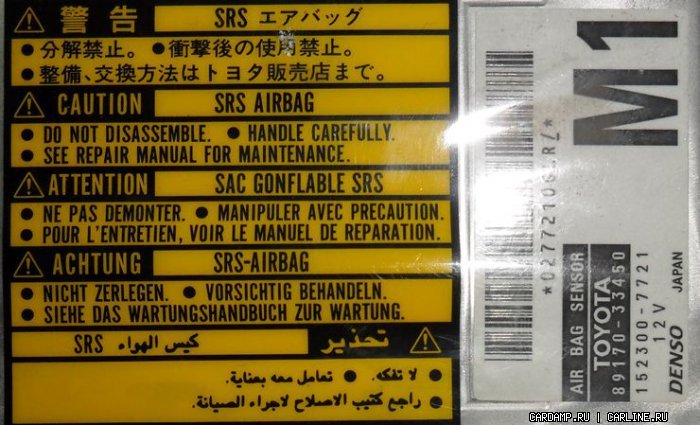 警告 SRS エアバッグ
●分解禁止。 ●衝撃後の使用禁止。
●整備、交換方法はトヨタ販売店まで。
CAUTION SRS AIRBAG
● DO NOT DISASSEMBLE. ● HANDLE CAREFULLY.
● SEE REPAIR MANUAL FOR MAINTENANCE.
ATTENTION SAC GONFLABLE SRS
● NE PAS DEMONTER. ● MANIPULER AVEC PRECAUTION.
● POUR L'ENTRETIEN, VOIR LE MANUEL DE REPARATION.
ACHTUNG SRS-AIRBAG
● NICHT ZERLEGEN. ● VORSICHTIG BEHANDELN.
● SIEHE DAS WARTUNGSHANDBUCH ZUR WARTUNG.
تحذير كيس الهواء SRS
● لا تفكه. ● تعامل معه بعناية.
● راجع كتيب الاصلاح لاجراء الصيانة.
M1
AIR BAG SENSOR
TOYOTA
89170-33450
152300-7721
12V
DENSO JAPAN
CARDAMP.RU | CARLINE.RU